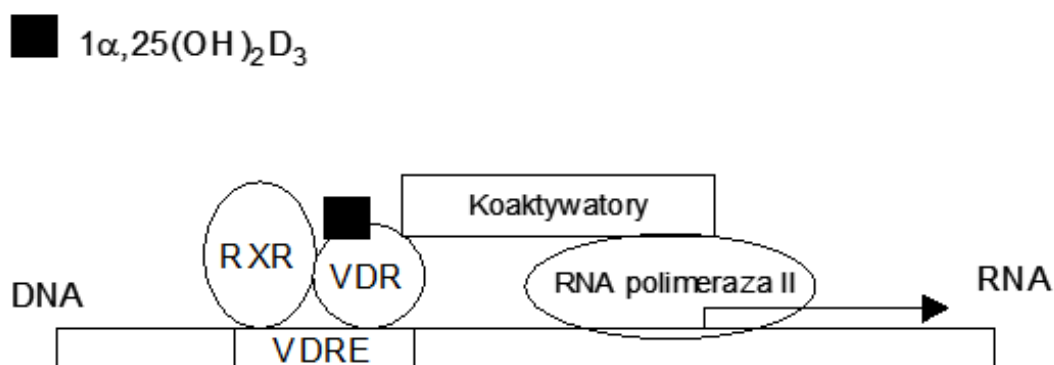 1α,25(OH)₂D₃
Koaktywatory
RXR
VDR
RNA polimeraza II
DNA
RNA
VDRE